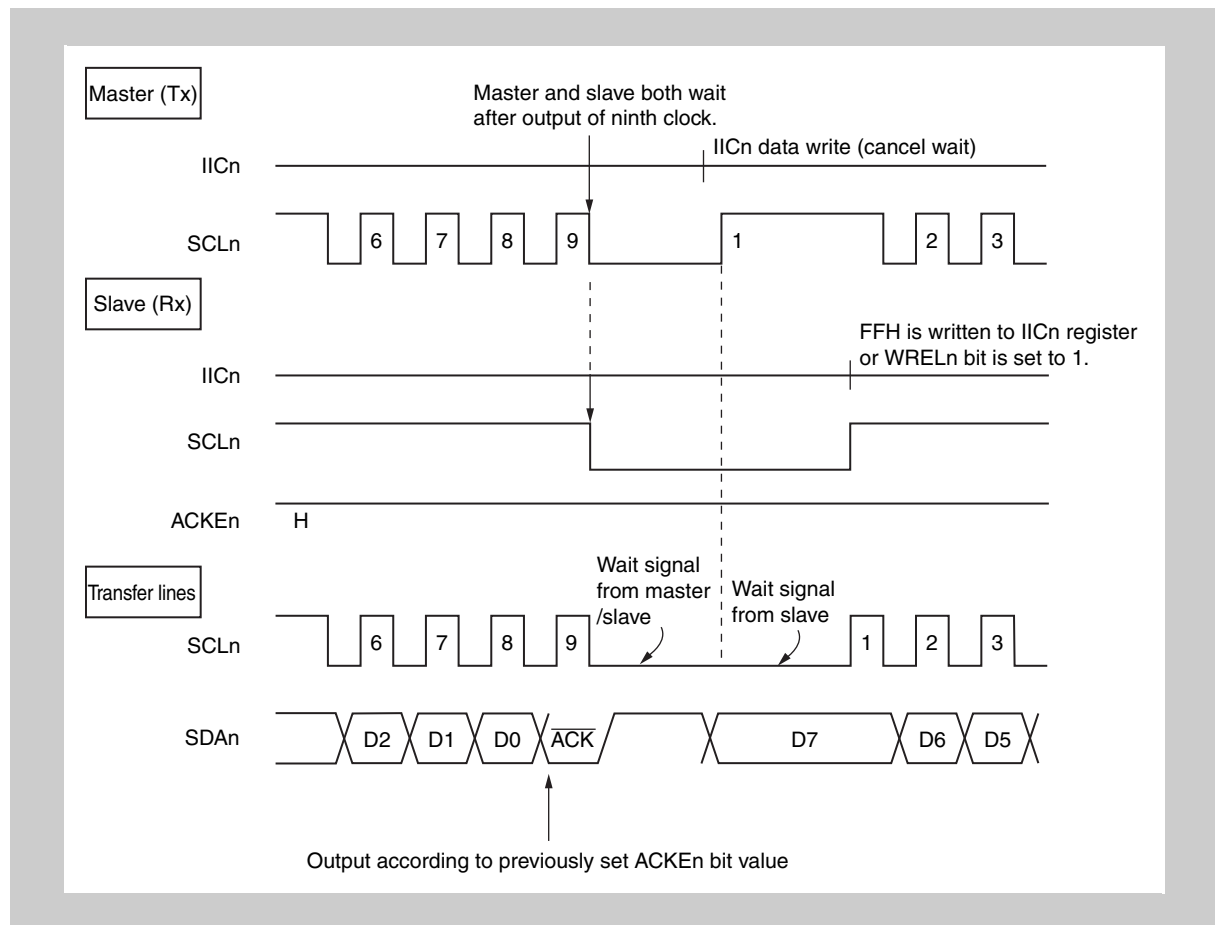 Master (Tx)
Master and slave both wait
after output of ninth clock.
IICn data write (cancel wait)
IICn
SCLn
6 7 8 9 1 2 3
Slave (Rx)
FFH is written to IICn register
or WRELn bit is set to 1.
IICn
SCLn
ACKEn
H
Transfer lines
Wait signal
from master
/slave
Wait signal
from slave
SCLn
6 7 8 9 1 2 3
SDAn
D2 D1 D0 ACK D7 D6 D5
Output according to previously set ACKEn bit value